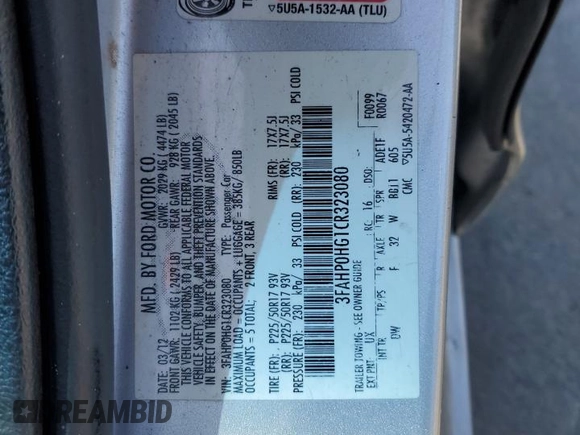 5U5A-1532-AA (TLU)
MFD. BY FORD MOTOR CO.
DATE: 03/12 GVWR: 2029 KG ( 4474 LB)
FRONT GAWR: 1102 KG ( 2439 LB) REAR GAWR: 928 KG ( 2045 LB)
THIS VEHICLE CONFORMS TO ALL APPLICABLE FEDERAL MOTOR
VEHICLE SAFETY, BUMPER, AND THEFT PREVENTION STANDARDS
IN EFFECT ON THE DATE OF MANUFACTURE SHOWN ABOVE.
VIN: 3FAHP0HG1CR323080 TYPE: Passenger Car
MAXIMUM LOAD = OCCUPANTS + LUGGAGE = 385KG/ 850LB
OCCUPANTS = 5 TOTAL; 2 FRONT, 3 REAR
TIRE (FR): P225/50R17 93V RIMS (FR): 17X7.5J
(RR): P225/50R17 93V (RR): 17X7.5J
PRESSURE (FR): 230 kPa/ 33 PSI COLD (RR): 230 kPa/ 33 PSI COLD
3FAHP0HG1CR323080
F0099
R0067
TRAILER TOWING - SEE OWNER GUIDE
EXT PNT: UX RC: 16 DSO:
INT TR TP/PS R AXLE TR SPR
DW F 32 W BG11 605
CMC
5U5A-5420472-AA
DREAMBID